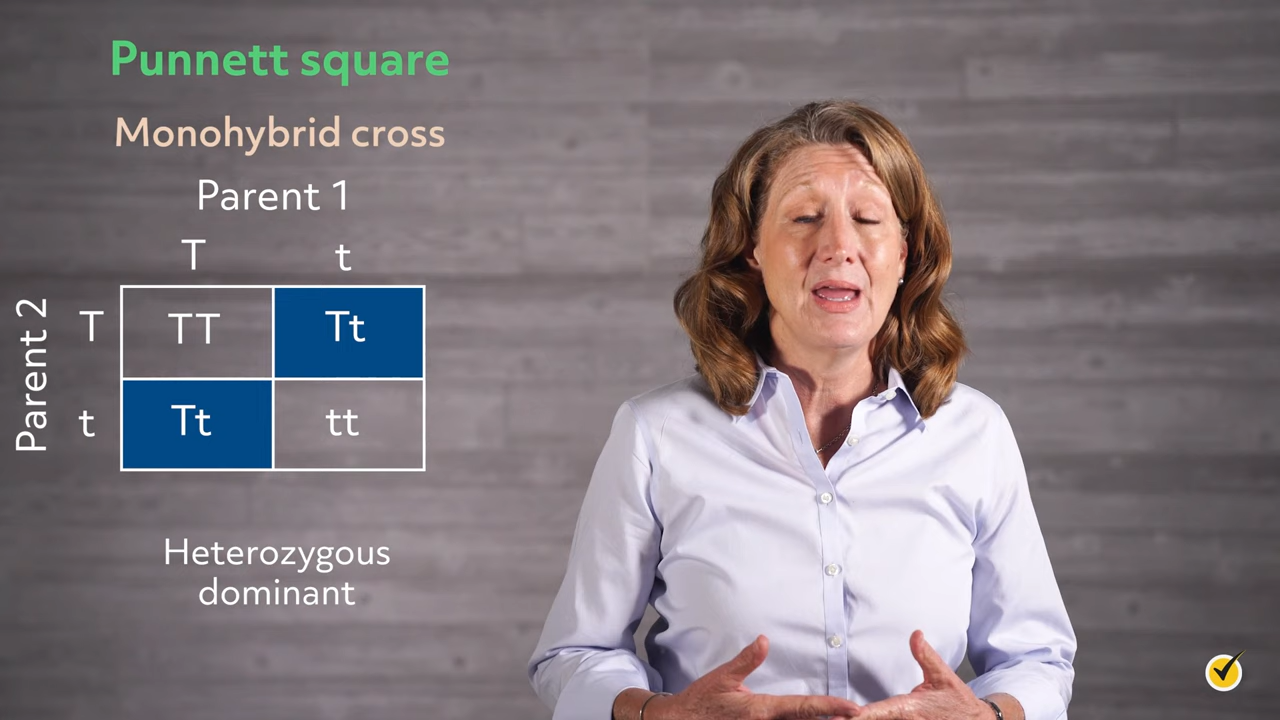 Punnett square
Monohybrid cross
Parent 1
T t
Parent 2
T TT Tt
t Tt tt
Heterozygous
dominant